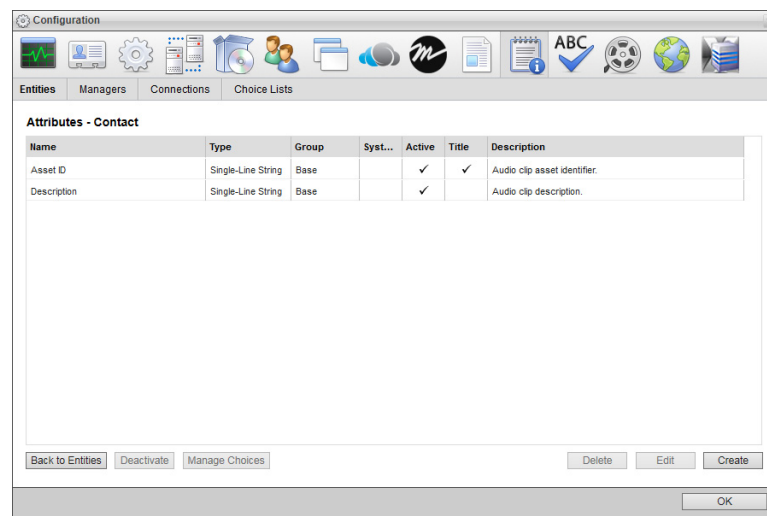 Configuration
ABC
Entities Managers Connections Choice Lists
Attributes - Contact
Name Type Group Syst... Active Title Description
Asset ID Single-Line String Base ✓ ✓ Audio clip asset identifier.
Description Single-Line String Base ✓ Audio clip description.
Back to Entities Deactivate Manage Choices Delete Edit Create
OK